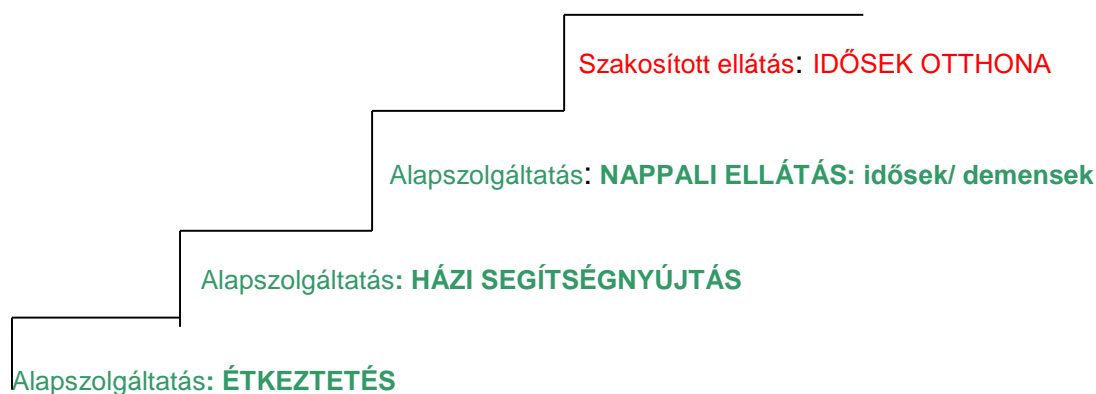 Szakosított ellátás: IDŐSEK OTTHONA
Alapszolgáltatás: NAPPALI ELLÁTÁS: idősek/ demensek
Alapszolgáltatás: HÁZI SEGÍTSÉGNYÚJTÁS
Alapszolgáltatás: ÉTKEZTETÉS